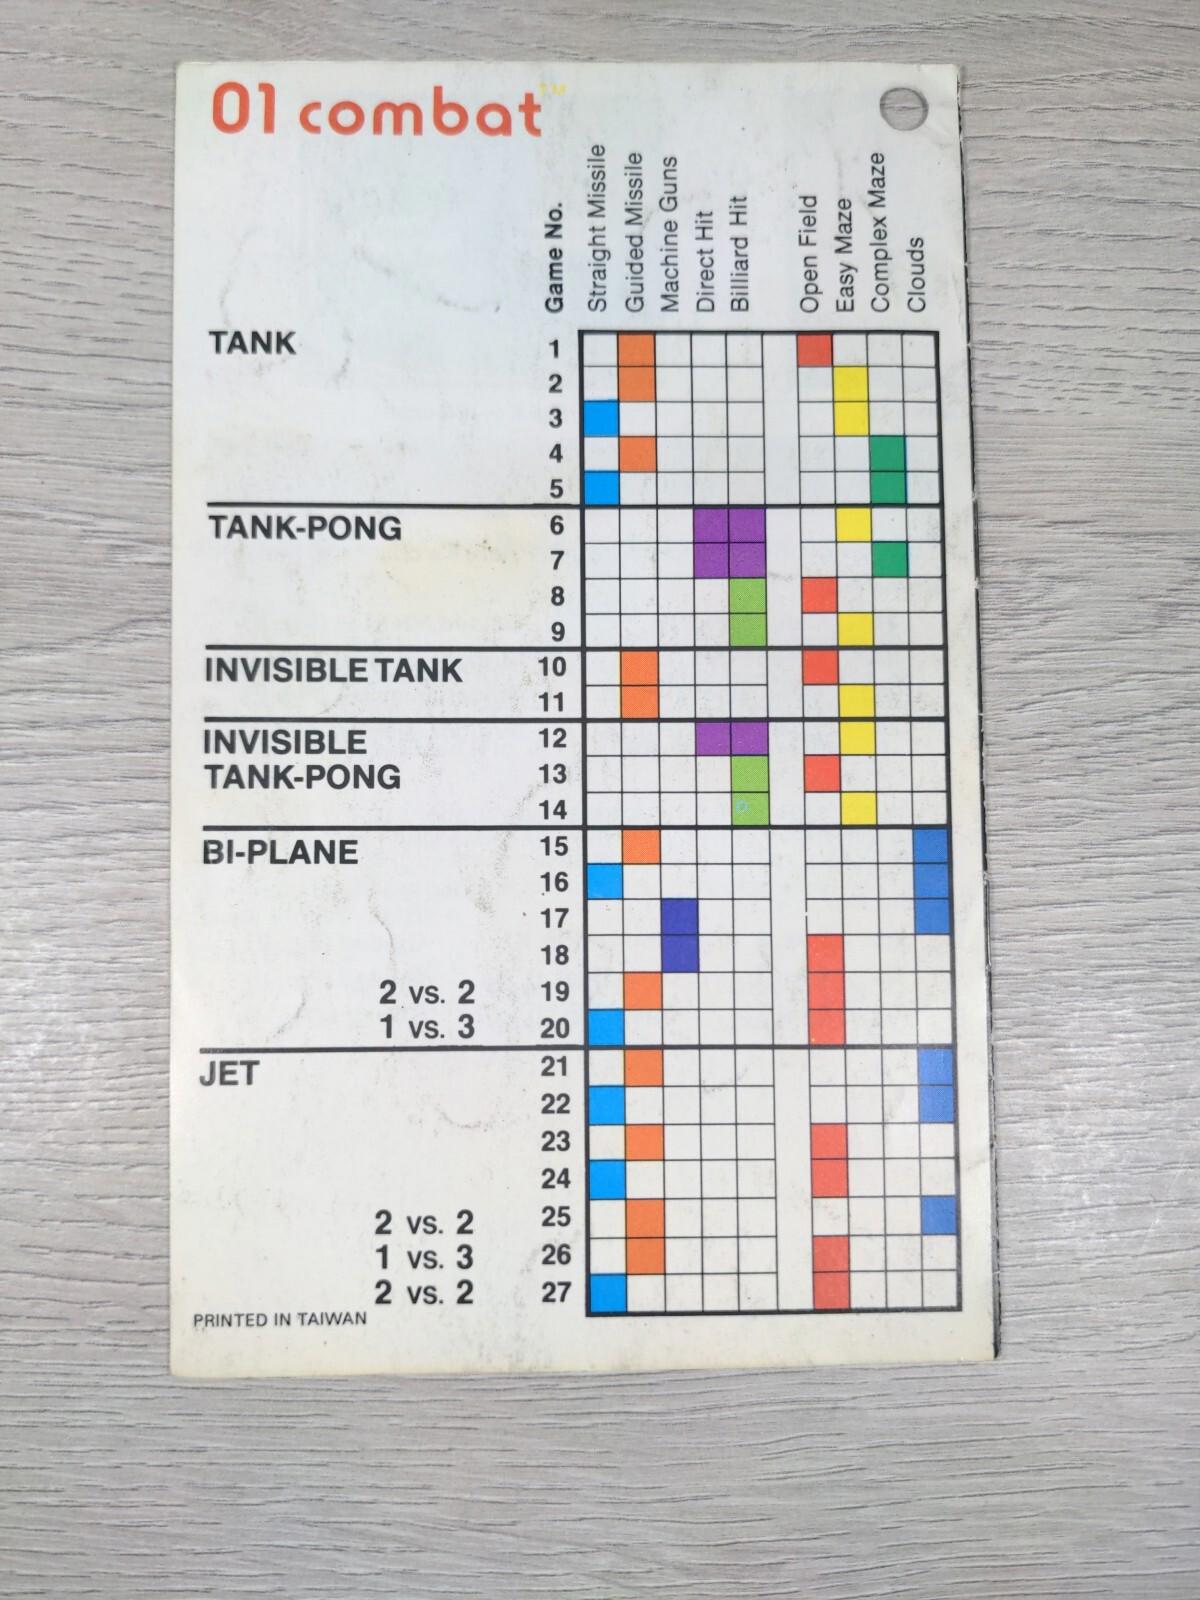 01 combat™
Game No.
Straight Missile
Guided Missile
Machine Guns
Direct Hit
Billiard Hit
Open Field
Easy Maze
Complex Maze
Clouds
TANK 1
2
3
4
5
TANK-PONG 6
7
8
9
INVISIBLE TANK 10
11
INVISIBLE 12
TANK-PONG 13
14
BI-PLANE 15
16
17
18
2 vs. 2 19
1 vs. 3 20
JET 21
22
23
24
2 vs. 2 25
1 vs. 3 26
2 vs. 2 27
PRINTED IN TAIWAN